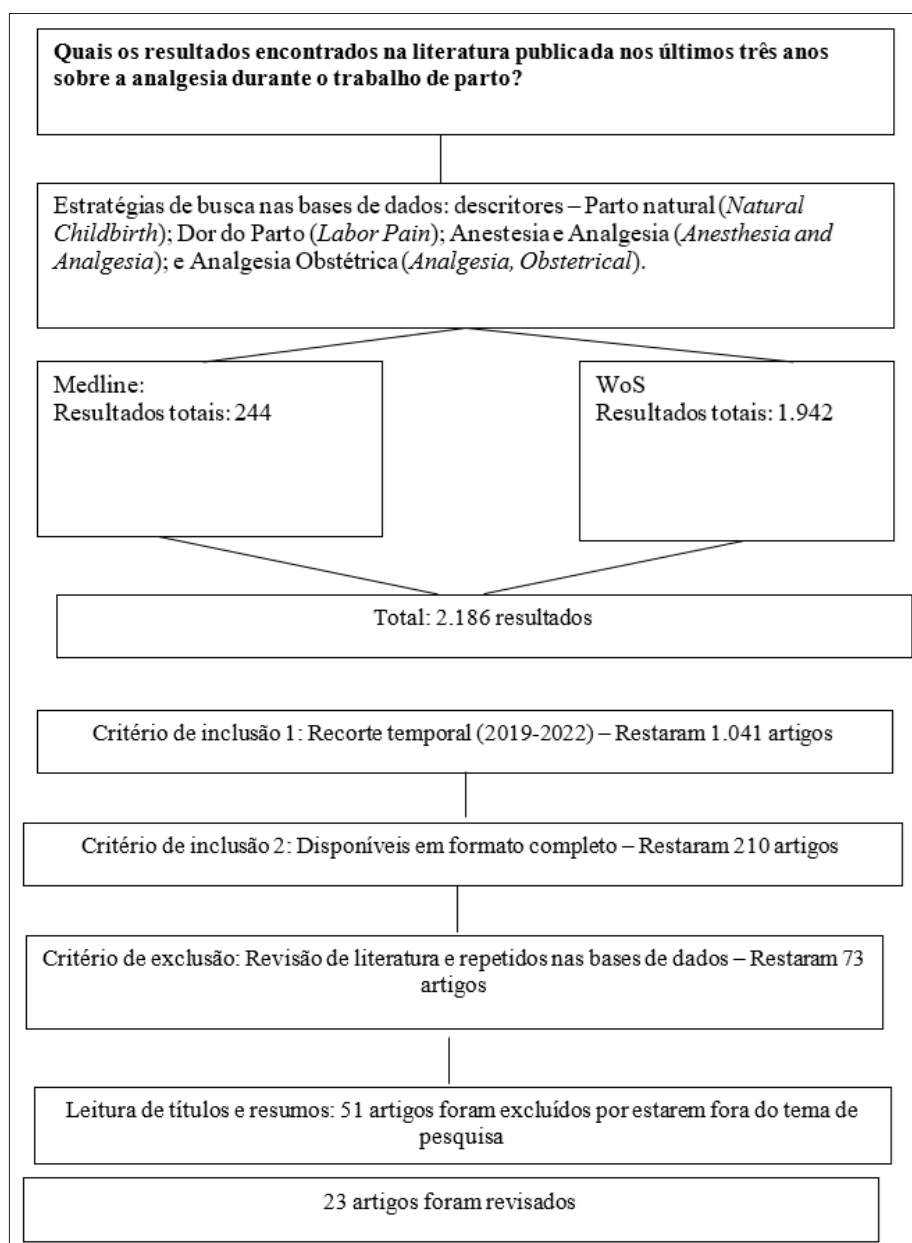 Quais os resultados encontrados na literatura publicada nos últimos três anos
sobre a analgesia durante o trabalho de parto?
Estratégias de busca nas bases de dados: descritores – Parto natural (Natural
Childbirth); Dor do Parto (Labor Pain); Anestesia e Analgesia (Anesthesia and
Analgesia); e Analgesia Obstétrica (Analgesia, Obstetrical).
Medline:
Resultados totais: 244
WoS
Resultados totais: 1.942
Total: 2.186 resultados
Critério de inclusão 1: Recorte temporal (2019-2022) – Restaram 1.041 artigos
Critério de inclusão 2: Disponíveis em formato completo – Restaram 210 artigos
Critério de exclusão: Revisão de literatura e repetidos nas bases de dados – Restaram 73
artigos
Leitura de títulos e resumos: 51 artigos foram excluídos por estarem fora do tema de
pesquisa
23 artigos foram revisados